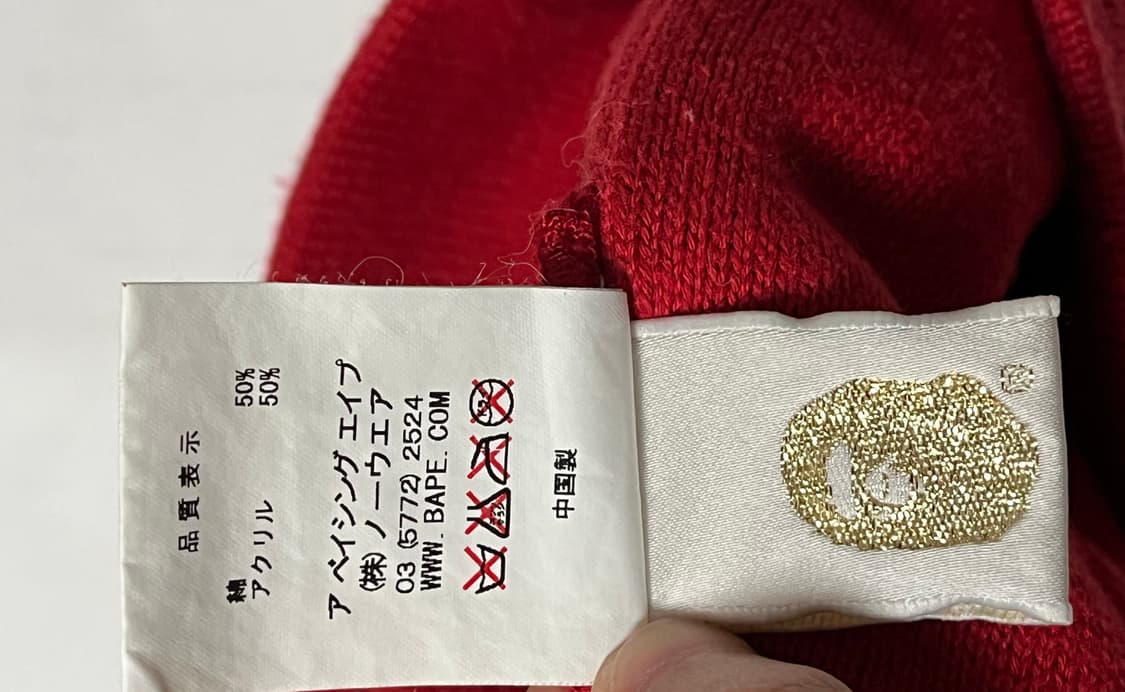 品質表示
綿 50%
アクリル 50%
ア ベイシング エイプ
(株) ノーウエア
03 (5772) 2524
WWW. BAPE. COM
中国製